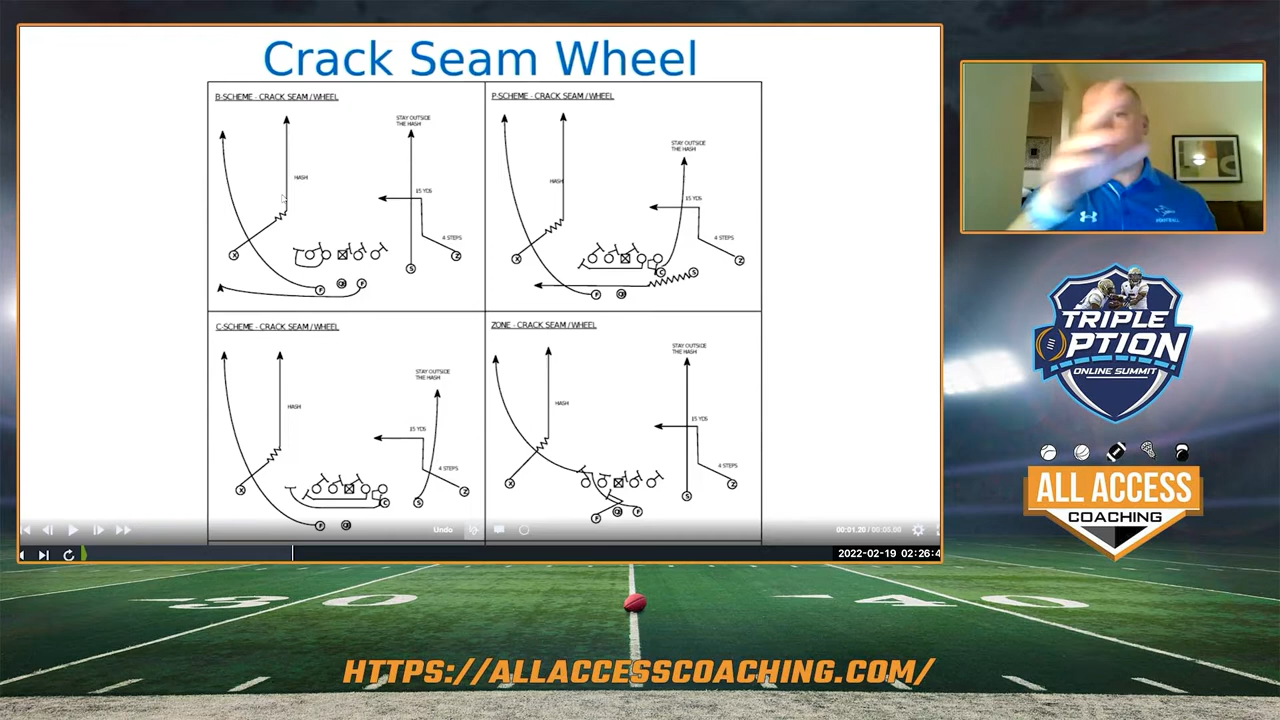 Crack Seam Wheel
B-SCHEME - CRACK SEAM/WHEEL
STAY OUTSIDE
THE HASH
HASH
15 YDS
4 STEPS
X
S
Z
F
P-SCHEME - CRACK SEAM/WHEEL
STAY OUTSIDE
THE HASH
HASH
15 YDS
4 STEPS
X
C
S
Z
F
C-SCHEME - CRACK SEAM/WHEEL
STAY OUTSIDE
THE HASH
HASH
15 YDS
4 STEPS
X
C
S
Z
F
ZONE - CRACK SEAM/WHEEL
STAY OUTSIDE
THE HASH
HASH
15 YDS
4 STEPS
X
S
Z
F
Undo
00:01.20 / 00:05.00
2022-02-19 02:26:4
FOOTBALL
TRIPLE
OPTION
ONLINE SUMMIT
ALL ACCESS
COACHING
30
40
HTTPS://ALLACCESSCOACHING.COM/